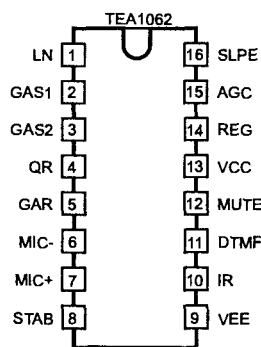 TEA1062
LN 1 16 SLPE
GAS1 2 15 AGC
GAS2 3 14 REG
QR 4 13 VCC
GAR 5 12 MUTE
MIC- 6 11 DTMF
MIC+ 7 10 IR
STAB 8 9 VEE